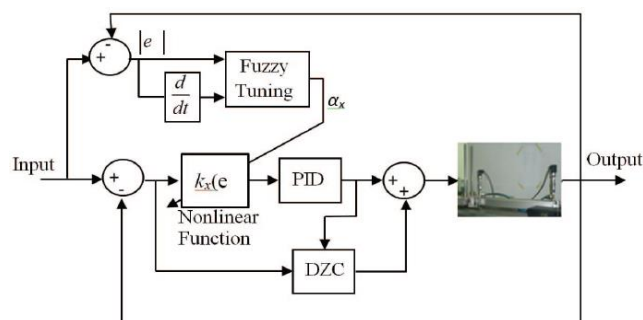 -
+
|e|
d
dt
Fuzzy
Tuning
αx
Input
+
-
kx(e
Nonlinear
Function
PID
+
+
Output
DZC